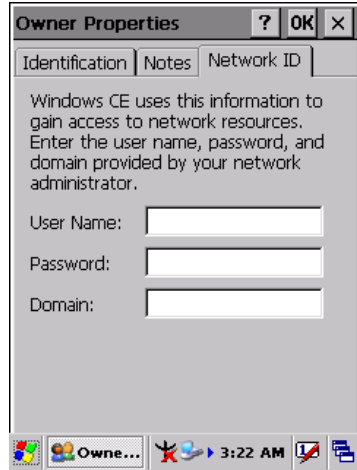 Owner Properties ? OK ×
Identification Notes Network ID
Windows CE uses this information to
gain access to network resources.
Enter the user name, password, and
domain provided by your network
administrator.
User Name:
Password:
Domain:
Owne... 3:22 AM